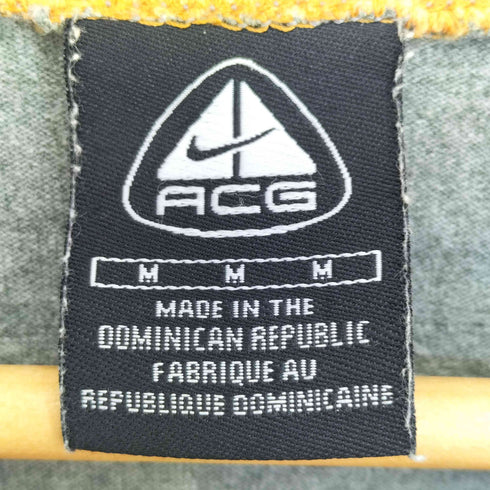 ACG
M M M
MADE IN THE
DOMINICAN REPUBLIC
FABRIQUE AU
REPUBLIQUE DOMINICAINE